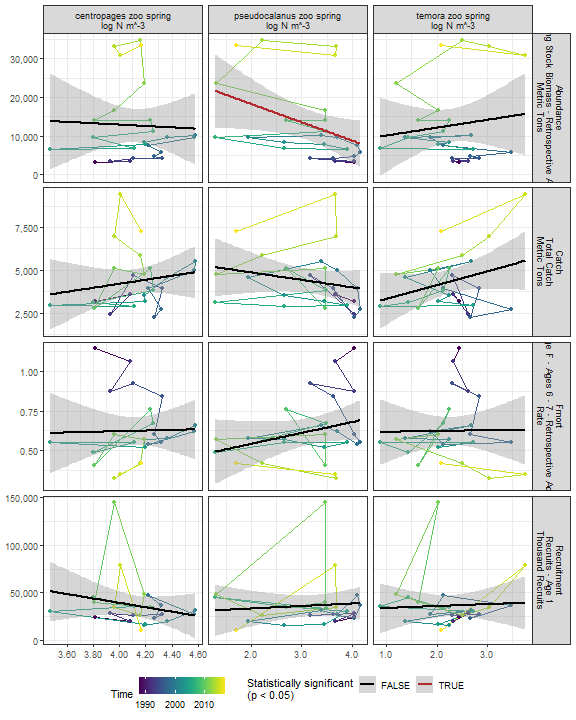 centropages zoo spring
log N m^-3
pseudocalanus zoo spring
log N m^-3
temora zoo spring
log N m^-3
30,000
20,000
10,000
0
Abundance
Stock Biomass - Retrospective
Metric Tons
7,500
5,000
2,500
Catch
Total Catch
Metric Tons
1.00
0.75
0.50
Fmort
F - Ages 6 - 7 - Retrospective
Rate
150,000
100,000
50,000
0
Recruitment
Recruits - Age 1
Thousand Recruits
3.60 3.80 4.00 4.20 4.40 4.60
1.2 2.0 3.0 4.0
1.0 2.0 3.0
Time
1990 2000 2010
Statistically significant
(p < 0.05)
FALSE
TRUE